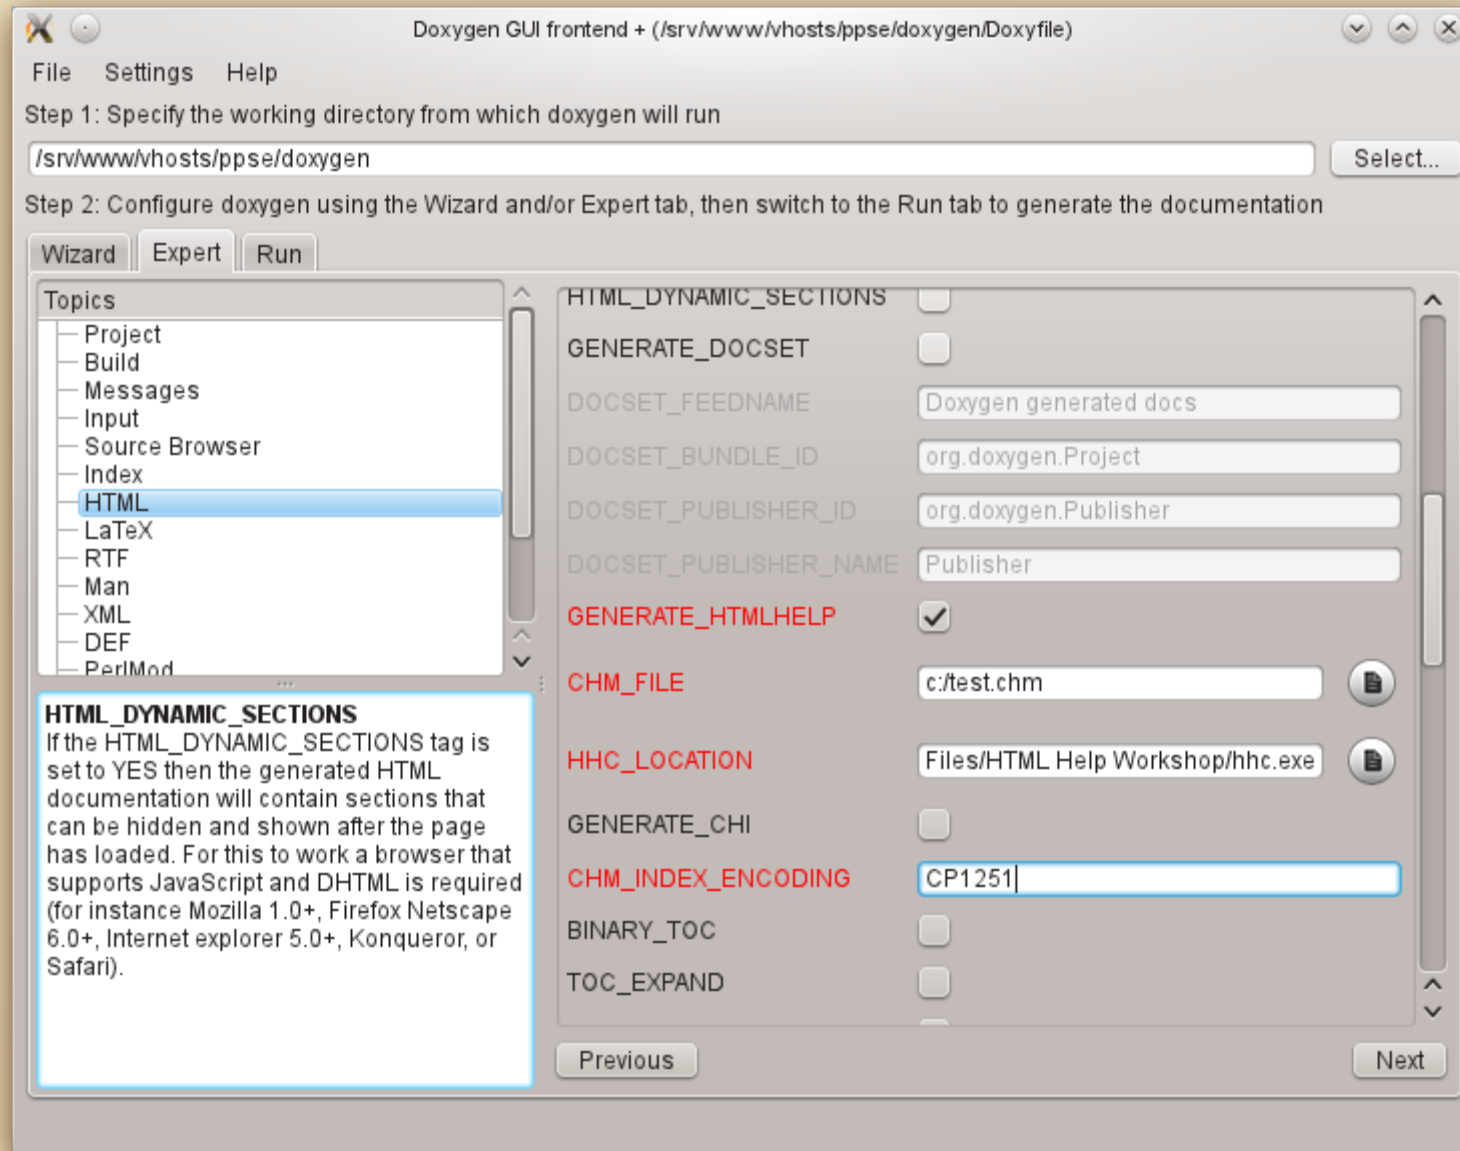 Doxygen GUI frontend + (/srv/www/vhosts/ppse/doxygen/Doxyfile)
File Settings Help
Step 1: Specify the working directory from which doxygen will run
/srv/www/vhosts/ppse/doxygen
Select...
Step 2: Configure doxygen using the Wizard and/or Expert tab, then switch to the Run tab to generate the documentation
Wizard Expert Run
Topics
Project
Build
Messages
Input
Source Browser
Index
HTML
LaTeX
RTF
Man
XML
DEF
PerlMod
HTML_DYNAMIC_SECTIONS
If the HTML_DYNAMIC_SECTIONS tag is
set to YES then the generated HTML
documentation will contain sections that
can be hidden and shown after the page
has loaded. For this to work a browser that
supports JavaScript and DHTML is required
(for instance Mozilla 1.0+, Firefox Netscape
6.0+, Internet explorer 5.0+, Konqueror, or
Safari).
HTML_DYNAMIC_SECTIONS
GENERATE_DOCSET
DOCSET_FEEDNAME Doxygen generated docs
DOCSET_BUNDLE_ID org.doxygen.Project
DOCSET_PUBLISHER_ID org.doxygen.Publisher
DOCSET_PUBLISHER_NAME Publisher
GENERATE_HTMLHELP
CHM_FILE c:/test.chm
HHC_LOCATION Files/HTML Help Workshop/hhc.exe
GENERATE_CHI
CHM_INDEX_ENCODING CP1251
BINARY_TOC
TOC_EXPAND
Previous Next